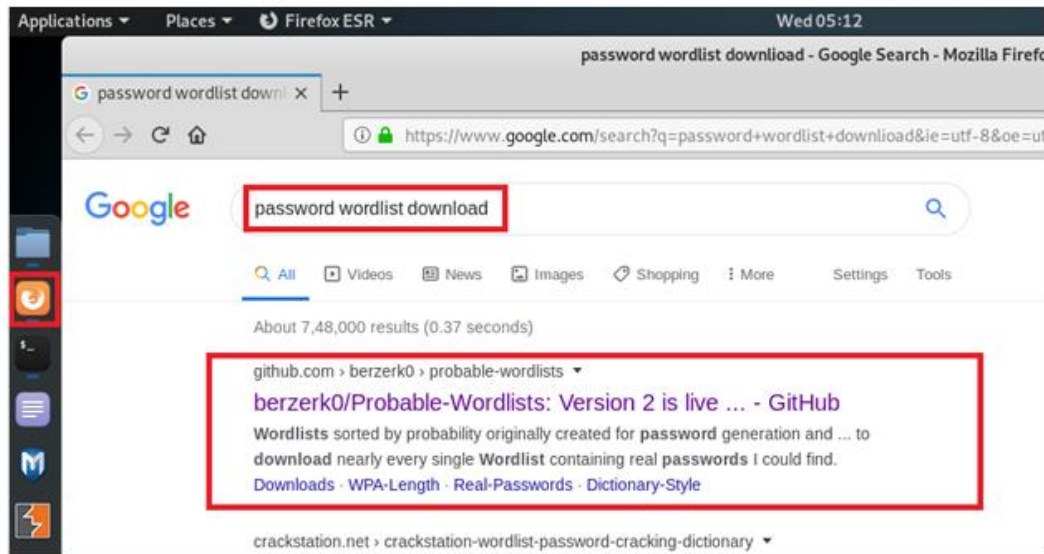 Applications ▾ Places ▾ Firefox ESR ▾ Wed 05:12
password wordlist downlioad - Google Search - Mozilla Firefo
G password wordlist downl × +
https://www.google.com/search?q=password+wordlist+downlioad&ie=utf-8&oe=ut
Google password wordlist download
All Videos News Images Shopping More Settings Tools
About 7,48,000 results (0.37 seconds)
github.com › berzerk0 › probable-wordlists ▾
berzerk0/Probable-Wordlists: Version 2 is live ... - GitHub
Wordlists sorted by probability originally created for password generation and ... to
download nearly every single Wordlist containing real passwords I could find.
Downloads · WPA-Length · Real-Passwords · Dictionary-Style
crackstation.net › crackstation-wordlist-password-cracking-dictionary ▾
$_